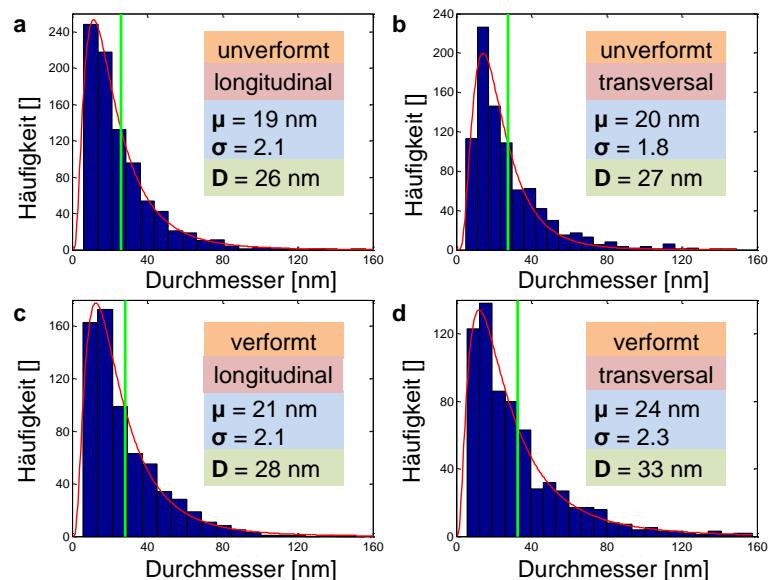 a
Häufigkeit []
240
200
160
120
80
40
0
unverformt
longitudinal
μ = 19 nm
σ = 2.1
D = 26 nm
0 40 80 120 160
Durchmesser [nm]
b
Häufigkeit []
240
200
160
120
80
40
0
unverformt
transversal
μ = 20 nm
σ = 1.8
D = 27 nm
0 40 80 120 160
Durchmesser [nm]
c
Häufigkeit []
160
120
80
40
0
verformt
longitudinal
μ = 21 nm
σ = 2.1
D = 28 nm
0 40 80 120 160
Durchmesser [nm]
d
Häufigkeit []
120
80
40
0
verformt
transversal
μ = 24 nm
σ = 2.3
D = 33 nm
0 40 80 120 160
Durchmesser [nm]